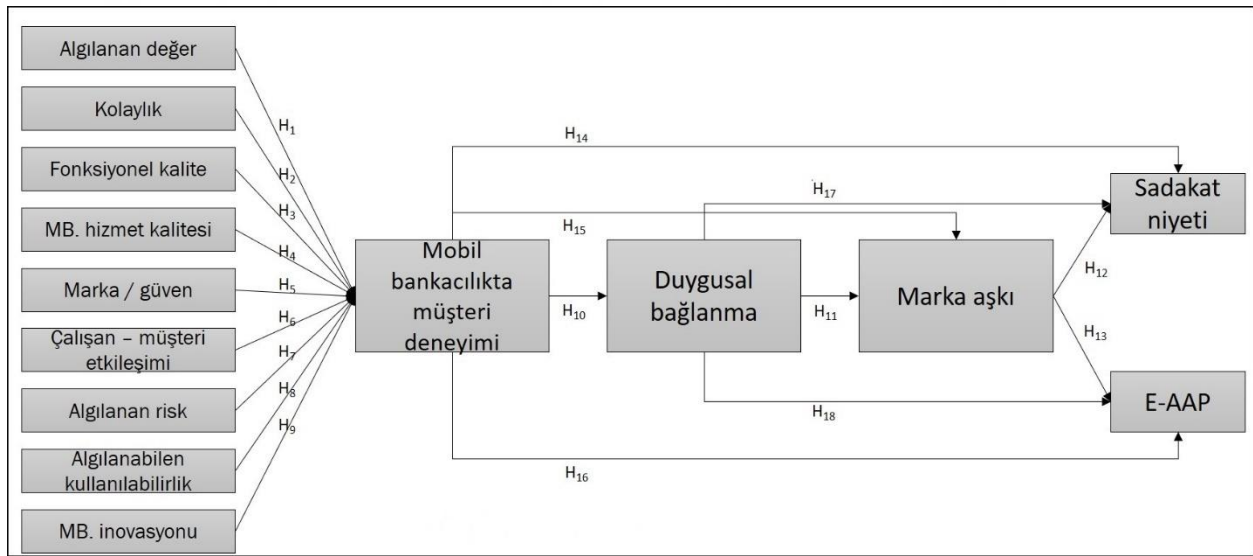 Algılanan değer
Kolaylık
Fonksiyonel kalite
MB. hizmet kalitesi
Marka / güven
Çalışan – müşteri
etkileşimi
Algılanan risk
Algılanabilen
kullanılabilirlik
MB. inovasyonu
H1
H2
H3
H4
H5
H6
H7
H8
H9
Mobil
bankacılıkta
müşteri
deneyimi
H10
Duygusal
bağlanma
H11
Marka aşkı
H14
H17
H15
H12
H13
H18
H16
Sadakat
niyeti
E-AAP